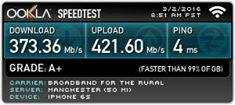 OOKLA SPEEDTEST
3/2/2016
8:51 AM PST
DOWNLOAD
373.36 Mb/s
UPLOAD
421.60 Mb/s
PING
4 ms
GRADE: A+
(FASTER THAN 99% OF GB)
CARRIER: BROADBAND FOR THE RURAL
SERVER: MANCHESTER (50 MI)
DEVICE: IPHONE 6S